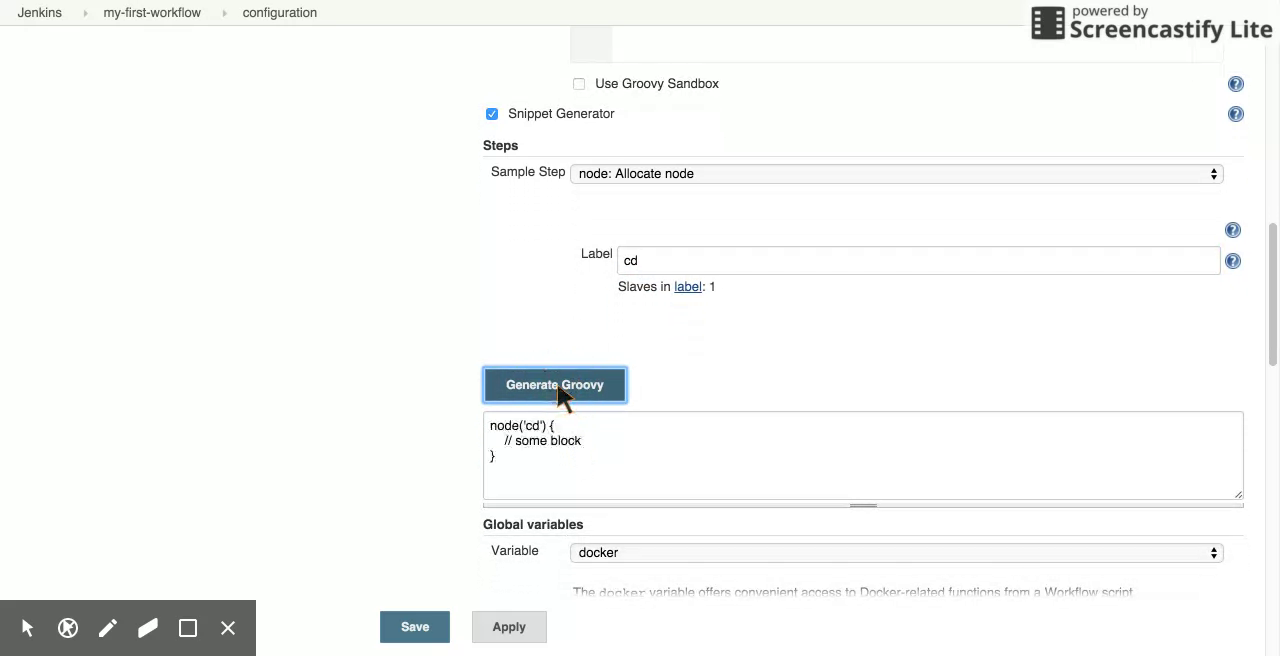 Jenkins my-first-workflow configuration
powered by
Screencastify Lite
Use Groovy Sandbox
Snippet Generator
Steps
Sample Step node: Allocate node
Label cd
Slaves in label: 1
Generate Groovy
node('cd') {
// some block
}
Global variables
Variable docker
The docker variable offers convenient access to Docker-related functions from a Workflow script
Save Apply